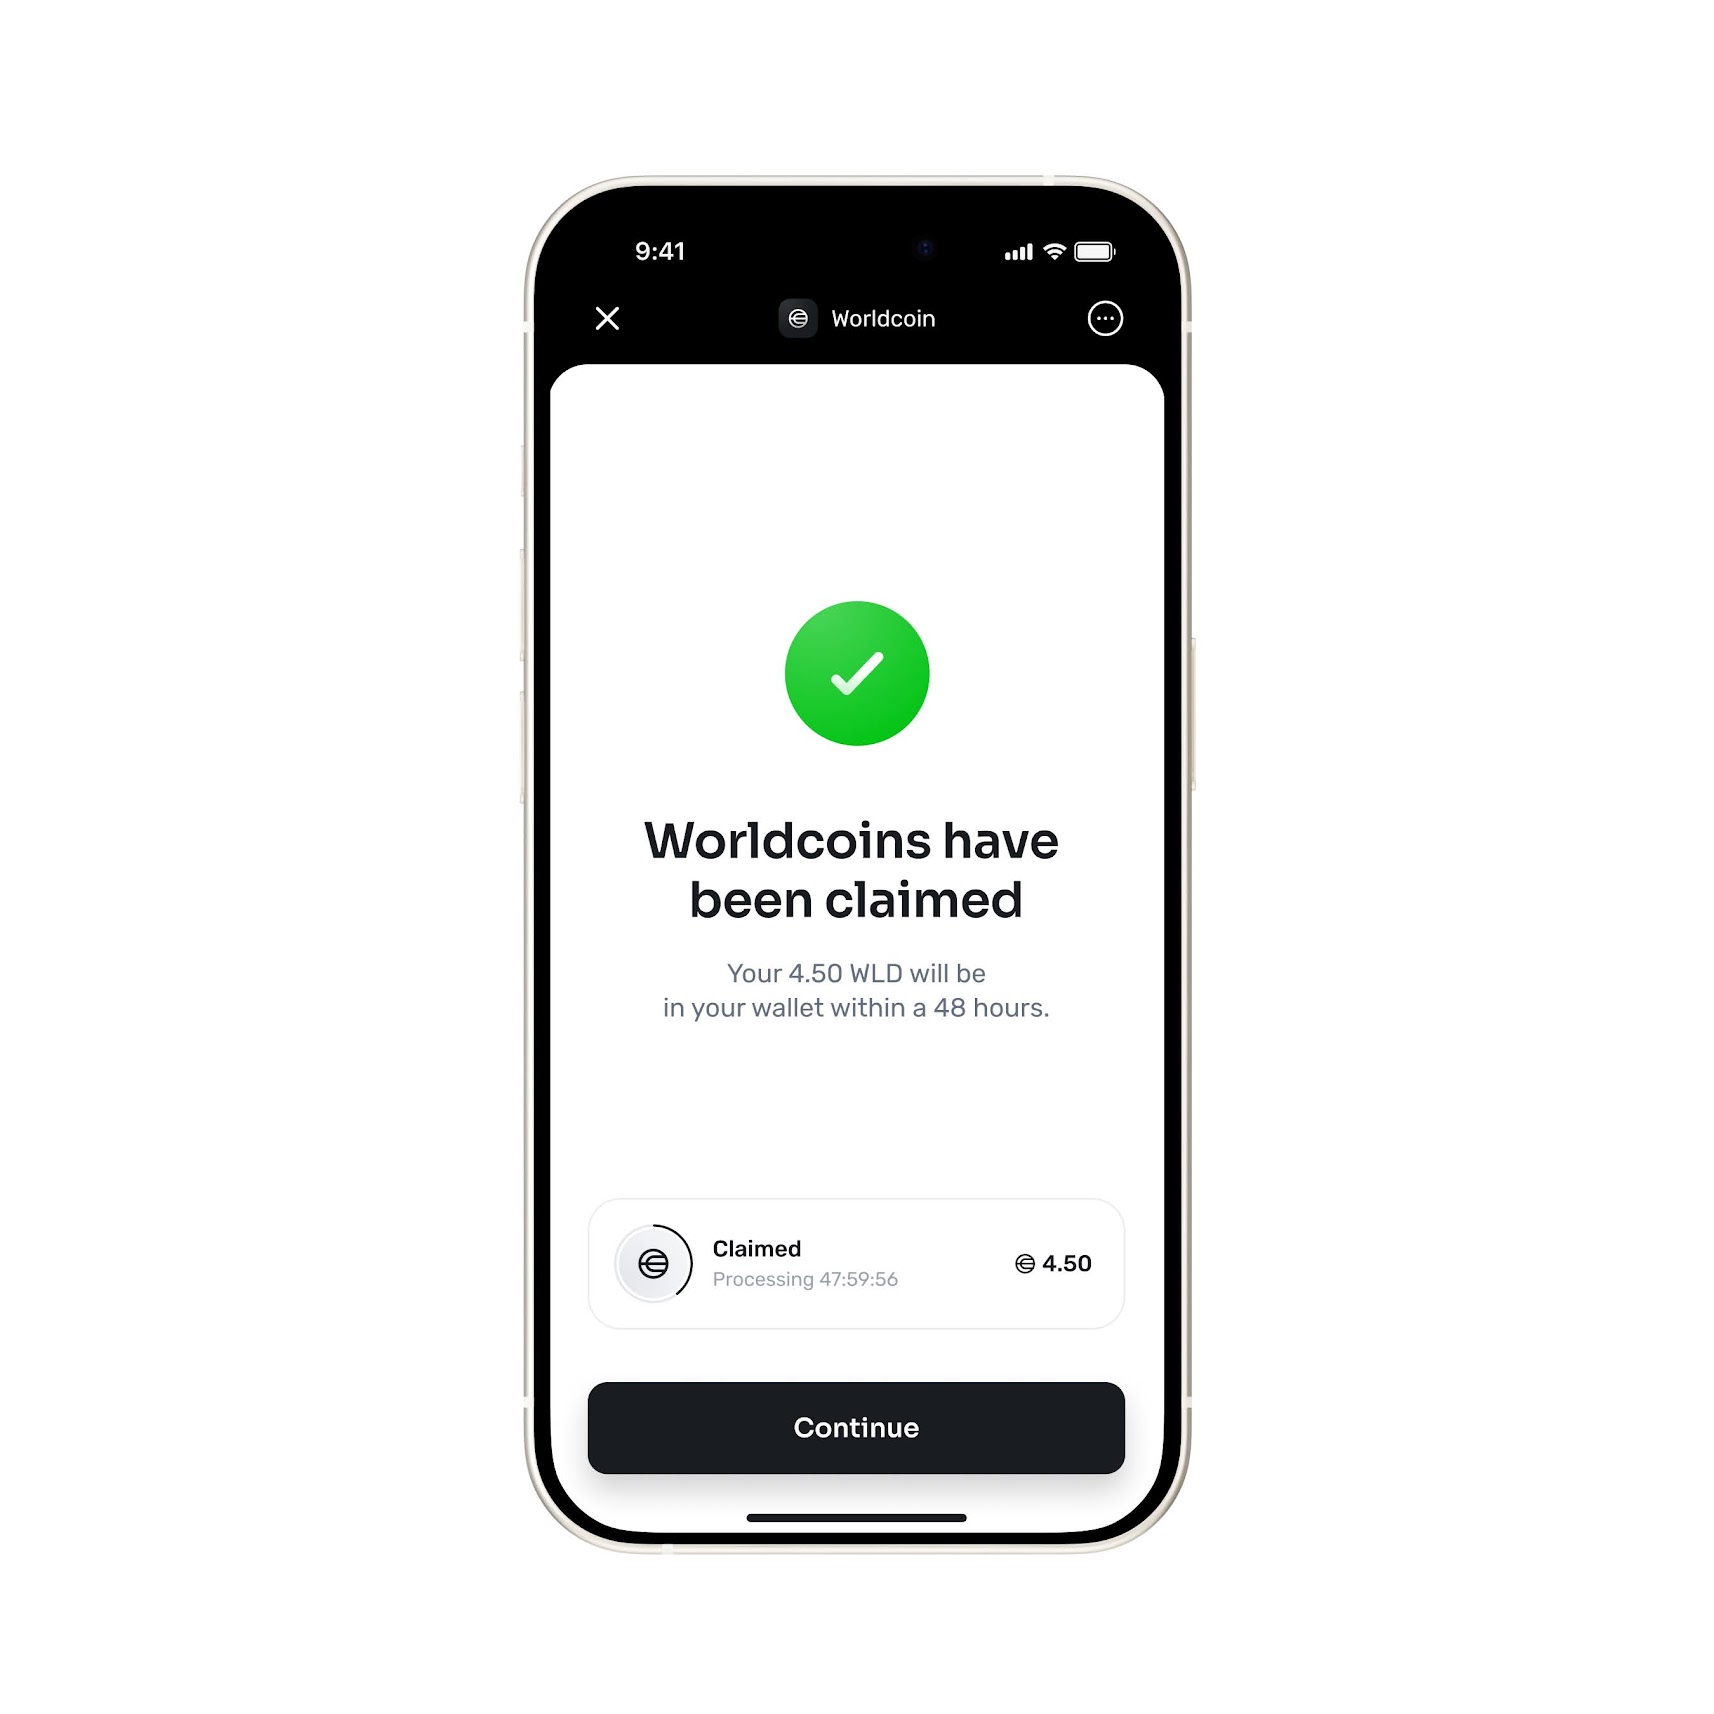 9:41
Worldcoin
Worldcoins have
been claimed
Your 4.50 WLD will be
in your wallet within a 48 hours.
Claimed
Processing 47:59:56
4.50
Continue